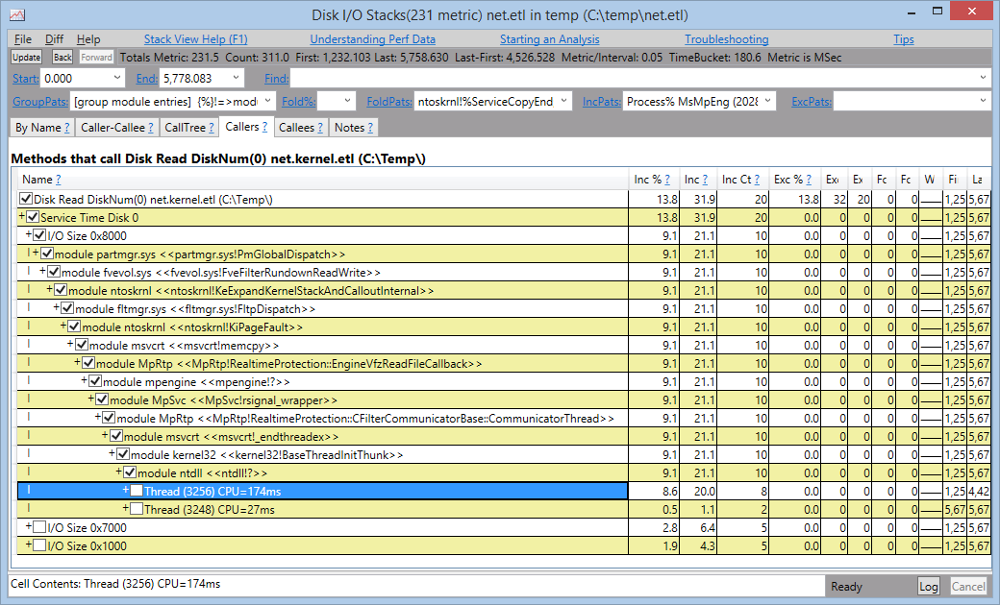 Disk I/O Stacks(231 metric) net.etl in temp (C:\temp\net.etl)
File Diff Help Stack View Help (F1) Understanding Perf Data Starting an Analysis Troubleshooting Tips
Update Back Forward Totals Metric: 231.5 Count: 311.0 First: 1,232.103 Last: 5,758.630 Last-First: 4,526.528 Metric/Interval: 0.05 TimeBucket: 180.6 Metric is MSec
Start: 0.000 End: 5,778.083 Find:
GroupPats: [group module entries] {%}!=>modu Fold%: FoldPats: ntoskrnl!%ServiceCopyEnd IncPats: Process% MsMpEng (2028 ExcPats:
By Name ? Caller-Callee ? CallTree ? Callers ? Callees ? Notes ?
Methods that call Disk Read DiskNum(0) net.kernel.etl (C:\Temp\)
Name ? Inc % ? Inc ? Inc Ct ? Exc % ? Exc Ex Fc Fc W Fi La
Disk Read DiskNum(0) net.kernel.etl (C:\Temp\) 13.8 31.9 20 13.8 32 20 0 0 ____ 1,25 5,67
+ Service Time Disk 0 13.8 31.9 20 0.0 0 0 0 0 ____ 1,25 5,67
+ I/O Size 0x8000 9.1 21.1 10 0.0 0 0 0 0 ____ 1,25 5,67
| + module partmgr.sys <<partmgr.sys!PmGlobalDispatch>> 9.1 21.1 10 0.0 0 0 0 0 ____ 1,25 5,67
| + module fvevol.sys <<fvevol.sys!FveFilterRundownReadWrite>> 9.1 21.1 10 0.0 0 0 0 0 ____ 1,25 5,67
| + module ntoskrnl <<ntoskrnl!KeExpandKernelStackAndCalloutInternal>> 9.1 21.1 10 0.0 0 0 0 0 ____ 1,25 5,67
| + module fltmgr.sys <<fltmgr.sys!FltpDispatch>> 9.1 21.1 10 0.0 0 0 0 0 ____ 1,25 5,67
| + module ntoskrnl <<ntoskrnl!KiPageFault>> 9.1 21.1 10 0.0 0 0 0 0 ____ 1,25 5,67
| + module msvcrt <<msvcrt!memcpy>> 9.1 21.1 10 0.0 0 0 0 0 ____ 1,25 5,67
| + module MpRtp <<MpRtp!RealtimeProtection::EngineVfzReadFileCallback>> 9.1 21.1 10 0.0 0 0 0 0 ____ 1,25 5,67
| + module mpengine <<mpengine!?>> 9.1 21.1 10 0.0 0 0 0 0 ____ 1,25 5,67
| + module MpSvc <<MpSvc!rsignal_wrapper>> 9.1 21.1 10 0.0 0 0 0 0 ____ 1,25 5,67
| + module MpRtp <<MpRtp!RealtimeProtection::CFilterCommunicatorBase::CommunicatorThread>> 9.1 21.1 10 0.0 0 0 0 0 ____ 1,25 5,67
| + module msvcrt <<msvcrt!_endthreadex>> 9.1 21.1 10 0.0 0 0 0 0 ____ 1,25 5,67
| + module kernel32 <<kernel32!BaseThreadInitThunk>> 9.1 21.1 10 0.0 0 0 0 0 ____ 1,25 5,67
| + module ntdll <<ntdll!?>> 9.1 21.1 10 0.0 0 0 0 0 ____ 1,25 5,67
| + Thread (3256) CPU=174ms 8.6 20.0 8 0.0 0 0 0 0 ____ 1,25 4,42
| + Thread (3248) CPU=27ms 0.5 1.1 2 0.0 0 0 0 0 ____ 5,67 5,67
+ I/O Size 0x7000 2.8 6.4 5 0.0 0 0 0 0 ____ 1,25 5,67
+ I/O Size 0x1000 1.9 4.3 5 0.0 0 0 0 0 ____ 1,25 5,67
Cell Contents: Thread (3256) CPU=174ms Ready Log Cancel